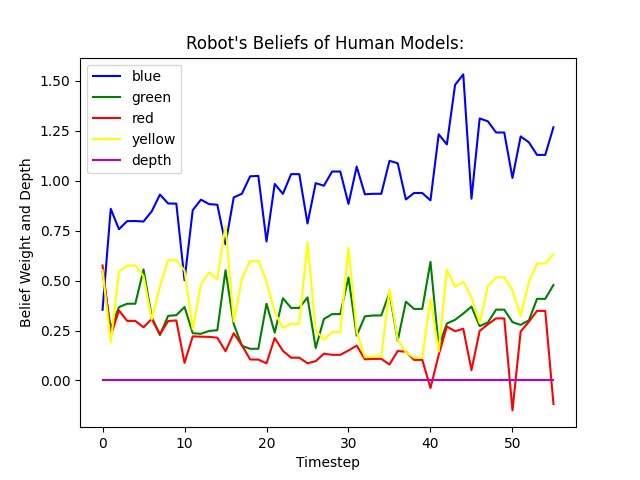 Robot's Beliefs of Human Models:
blue
green
red
yellow
depth
Belief Weight and Depth
1.50
1.25
1.00
0.75
0.50
0.25
0.00
0
10
20
30
40
50
Timestep